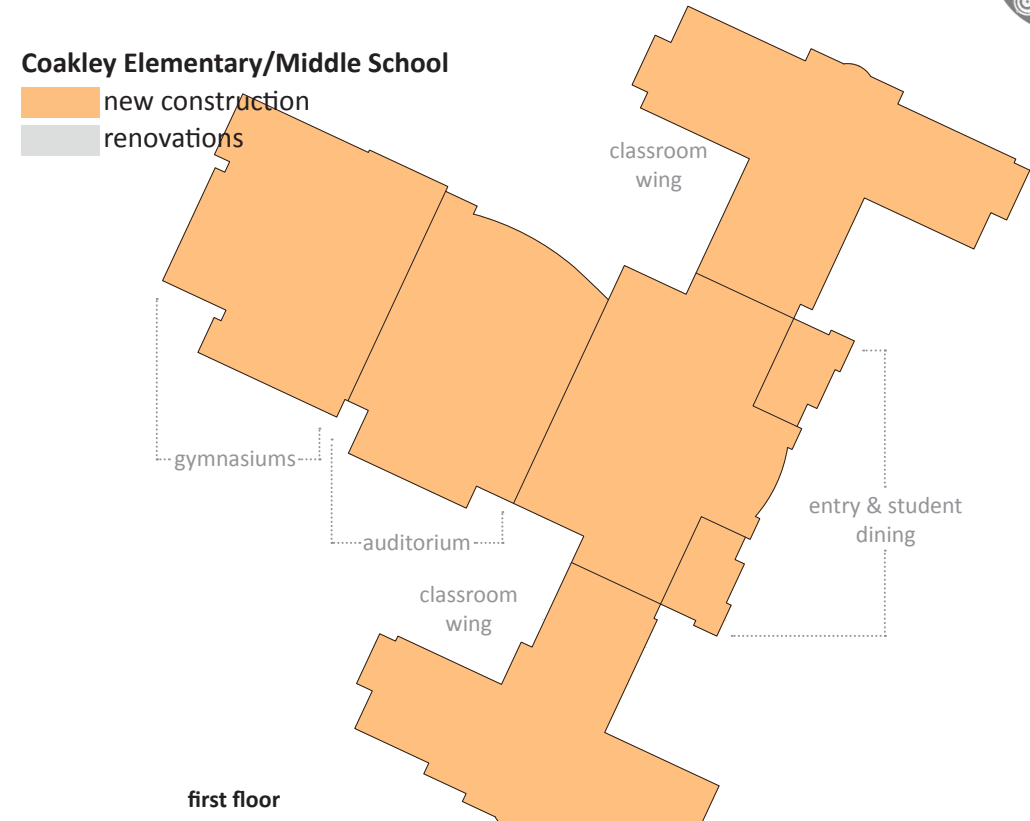 Coakley Elementary/Middle School
new construction
renovations
classroom
wing
gymnasiums
auditorium
entry & student
dining
classroom
wing
first floor